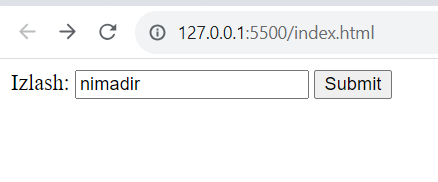 127.0.0.1:5500/index.html
Izlash: nimadir Submit